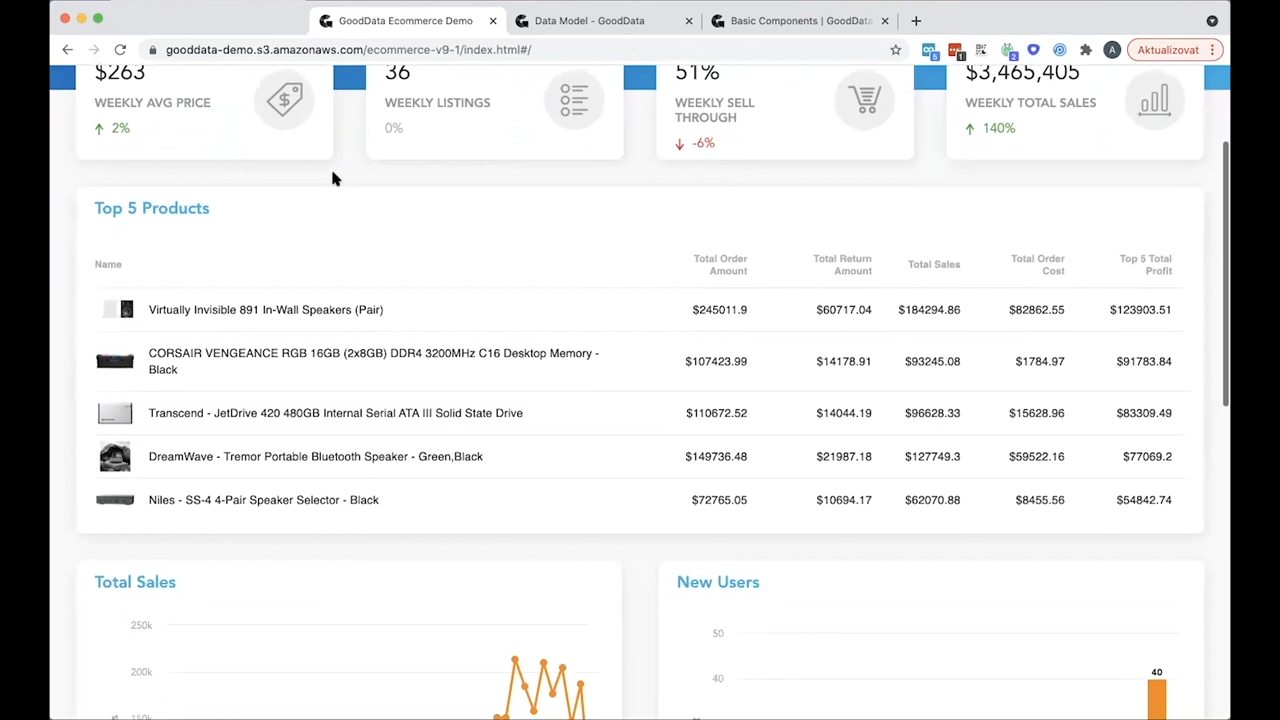 GoodData Ecommerce Demo
Data Model - GoodData
Basic Components | GoodData
gooddata-demo.s3.amazonaws.com/ecommerce-v9-1/index.html#/
5
1
2
A
Aktualizovat
$263
WEEKLY AVG PRICE
2%
36
WEEKLY LISTINGS
0%
51%
WEEKLY SELL
THROUGH
-6%
$3,465,405
WEEKLY TOTAL SALES
140%
Top 5 Products
Name
Total Order
Amount
Total Return
Amount
Total Sales
Total Order
Cost
Top 5 Total
Profit
Virtually Invisible 891 In-Wall Speakers (Pair)
$245011.9
$60717.04
$184294.86
$82862.55
$123903.51
CORSAIR VENGEANCE RGB 16GB (2x8GB) DDR4 3200MHz C16 Desktop Memory -
Black
$107423.99
$14178.91
$93245.08
$1784.97
$91783.84
Transcend - JetDrive 420 480GB Internal Serial ATA III Solid State Drive
$110672.52
$14044.19
$96628.33
$15628.96
$83309.49
DreamWave - Tremor Portable Bluetooth Speaker - Green,Black
$149736.48
$21987.18
$127749.3
$59522.16
$77069.2
Niles - SS-4 4-Pair Speaker Selector - Black
$72765.05
$10694.17
$62070.88
$8455.56
$54842.74
Total Sales
250k
200k
150k
New Users
50
40
40